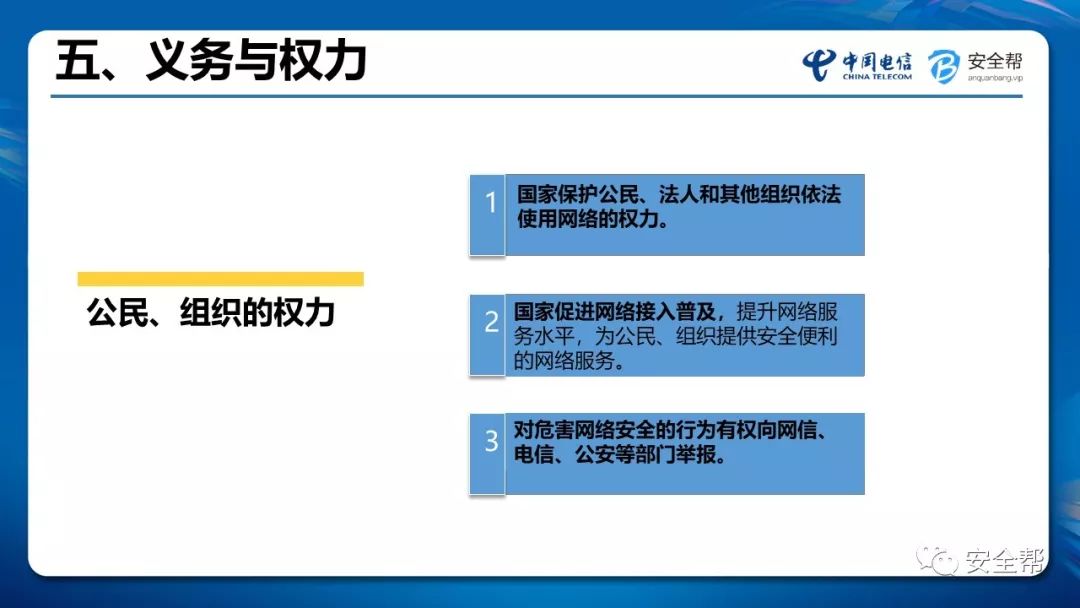 五、义务与权力
中国电信
CHINA TELECOM
安全帮
anquanbang.vip
公民、组织的权力
1
国家保护公民、法人和其他组织依法
使用网络的权力。
2
国家促进网络接入普及，提升网络服
务水平，为公民、组织提供安全便利
的网络服务。
3
对危害网络安全的行为有权向网信、
电信、公安等部门举报。
安全帮